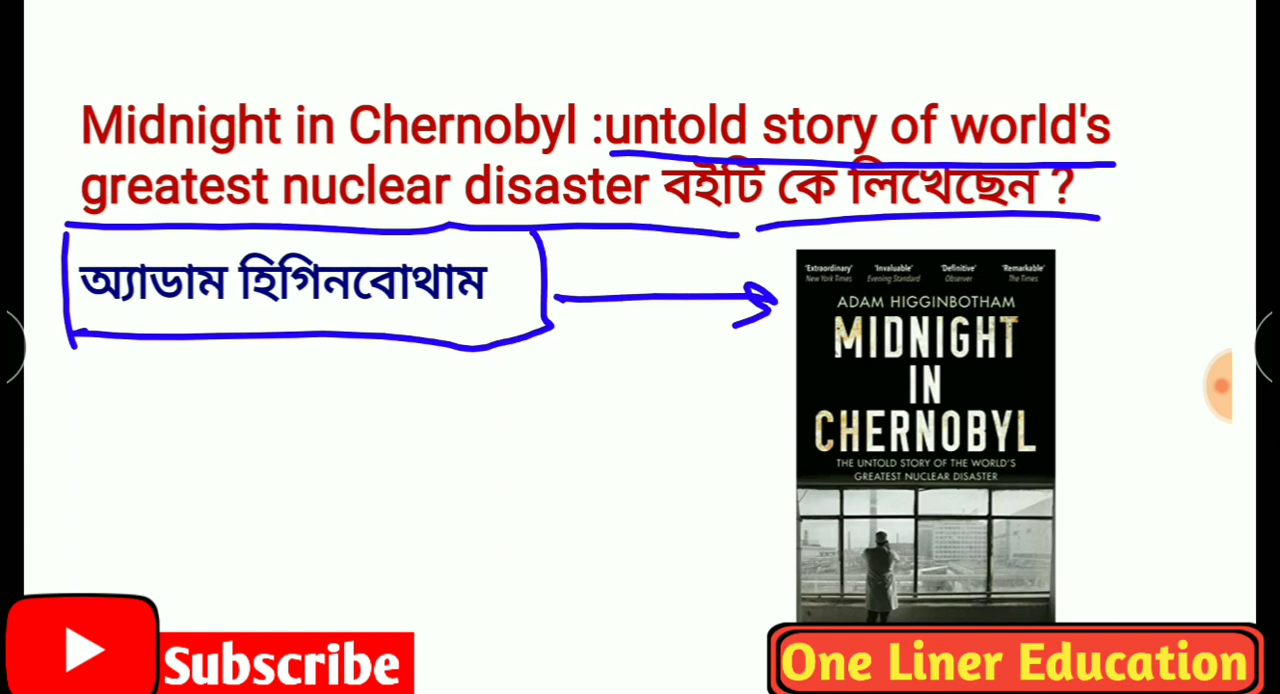 Midnight in Chernobyl :untold story of world's
greatest nuclear disaster বইটি কে লিখেছেন ?
অ্যাডাম হিগিনবোথাম
'Extraordinary' 'Invaluable' 'Definitive' 'Remarkable'
New York Times Evening Standard Observer The Times
ADAM HIGGINBOTHAM
MIDNIGHT
IN
CHERNOBYL
THE UNTOLD STORY OF THE WORLD'S
GREATEST NUCLEAR DISASTER
Subscribe
One Liner Education